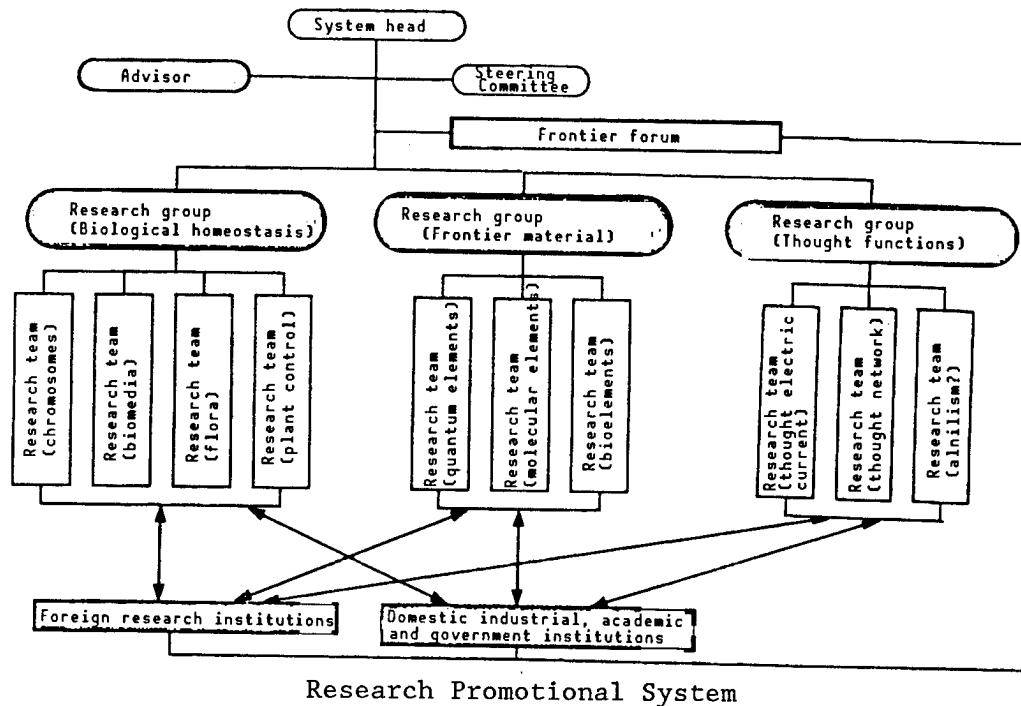 System head
Advisor
Steering
Committee
Frontier forum
Research group
(Biological homeostasis)
Research group
(Frontier material)
Research group
(Thought functions)
Research team
(chromosomes)
Research team
(biomedia)
Research team
(flora)
Research team
(plant control)
Research team
(quantum elements)
Research team
(molecular elements)
Research team
(bioelements)
Research team
(thought electric
current)
Research team
(thought network)
Research team
(alnilism?)
Foreign research institutions
Domestic industrial, academic
and government institutions
Research Promotional System